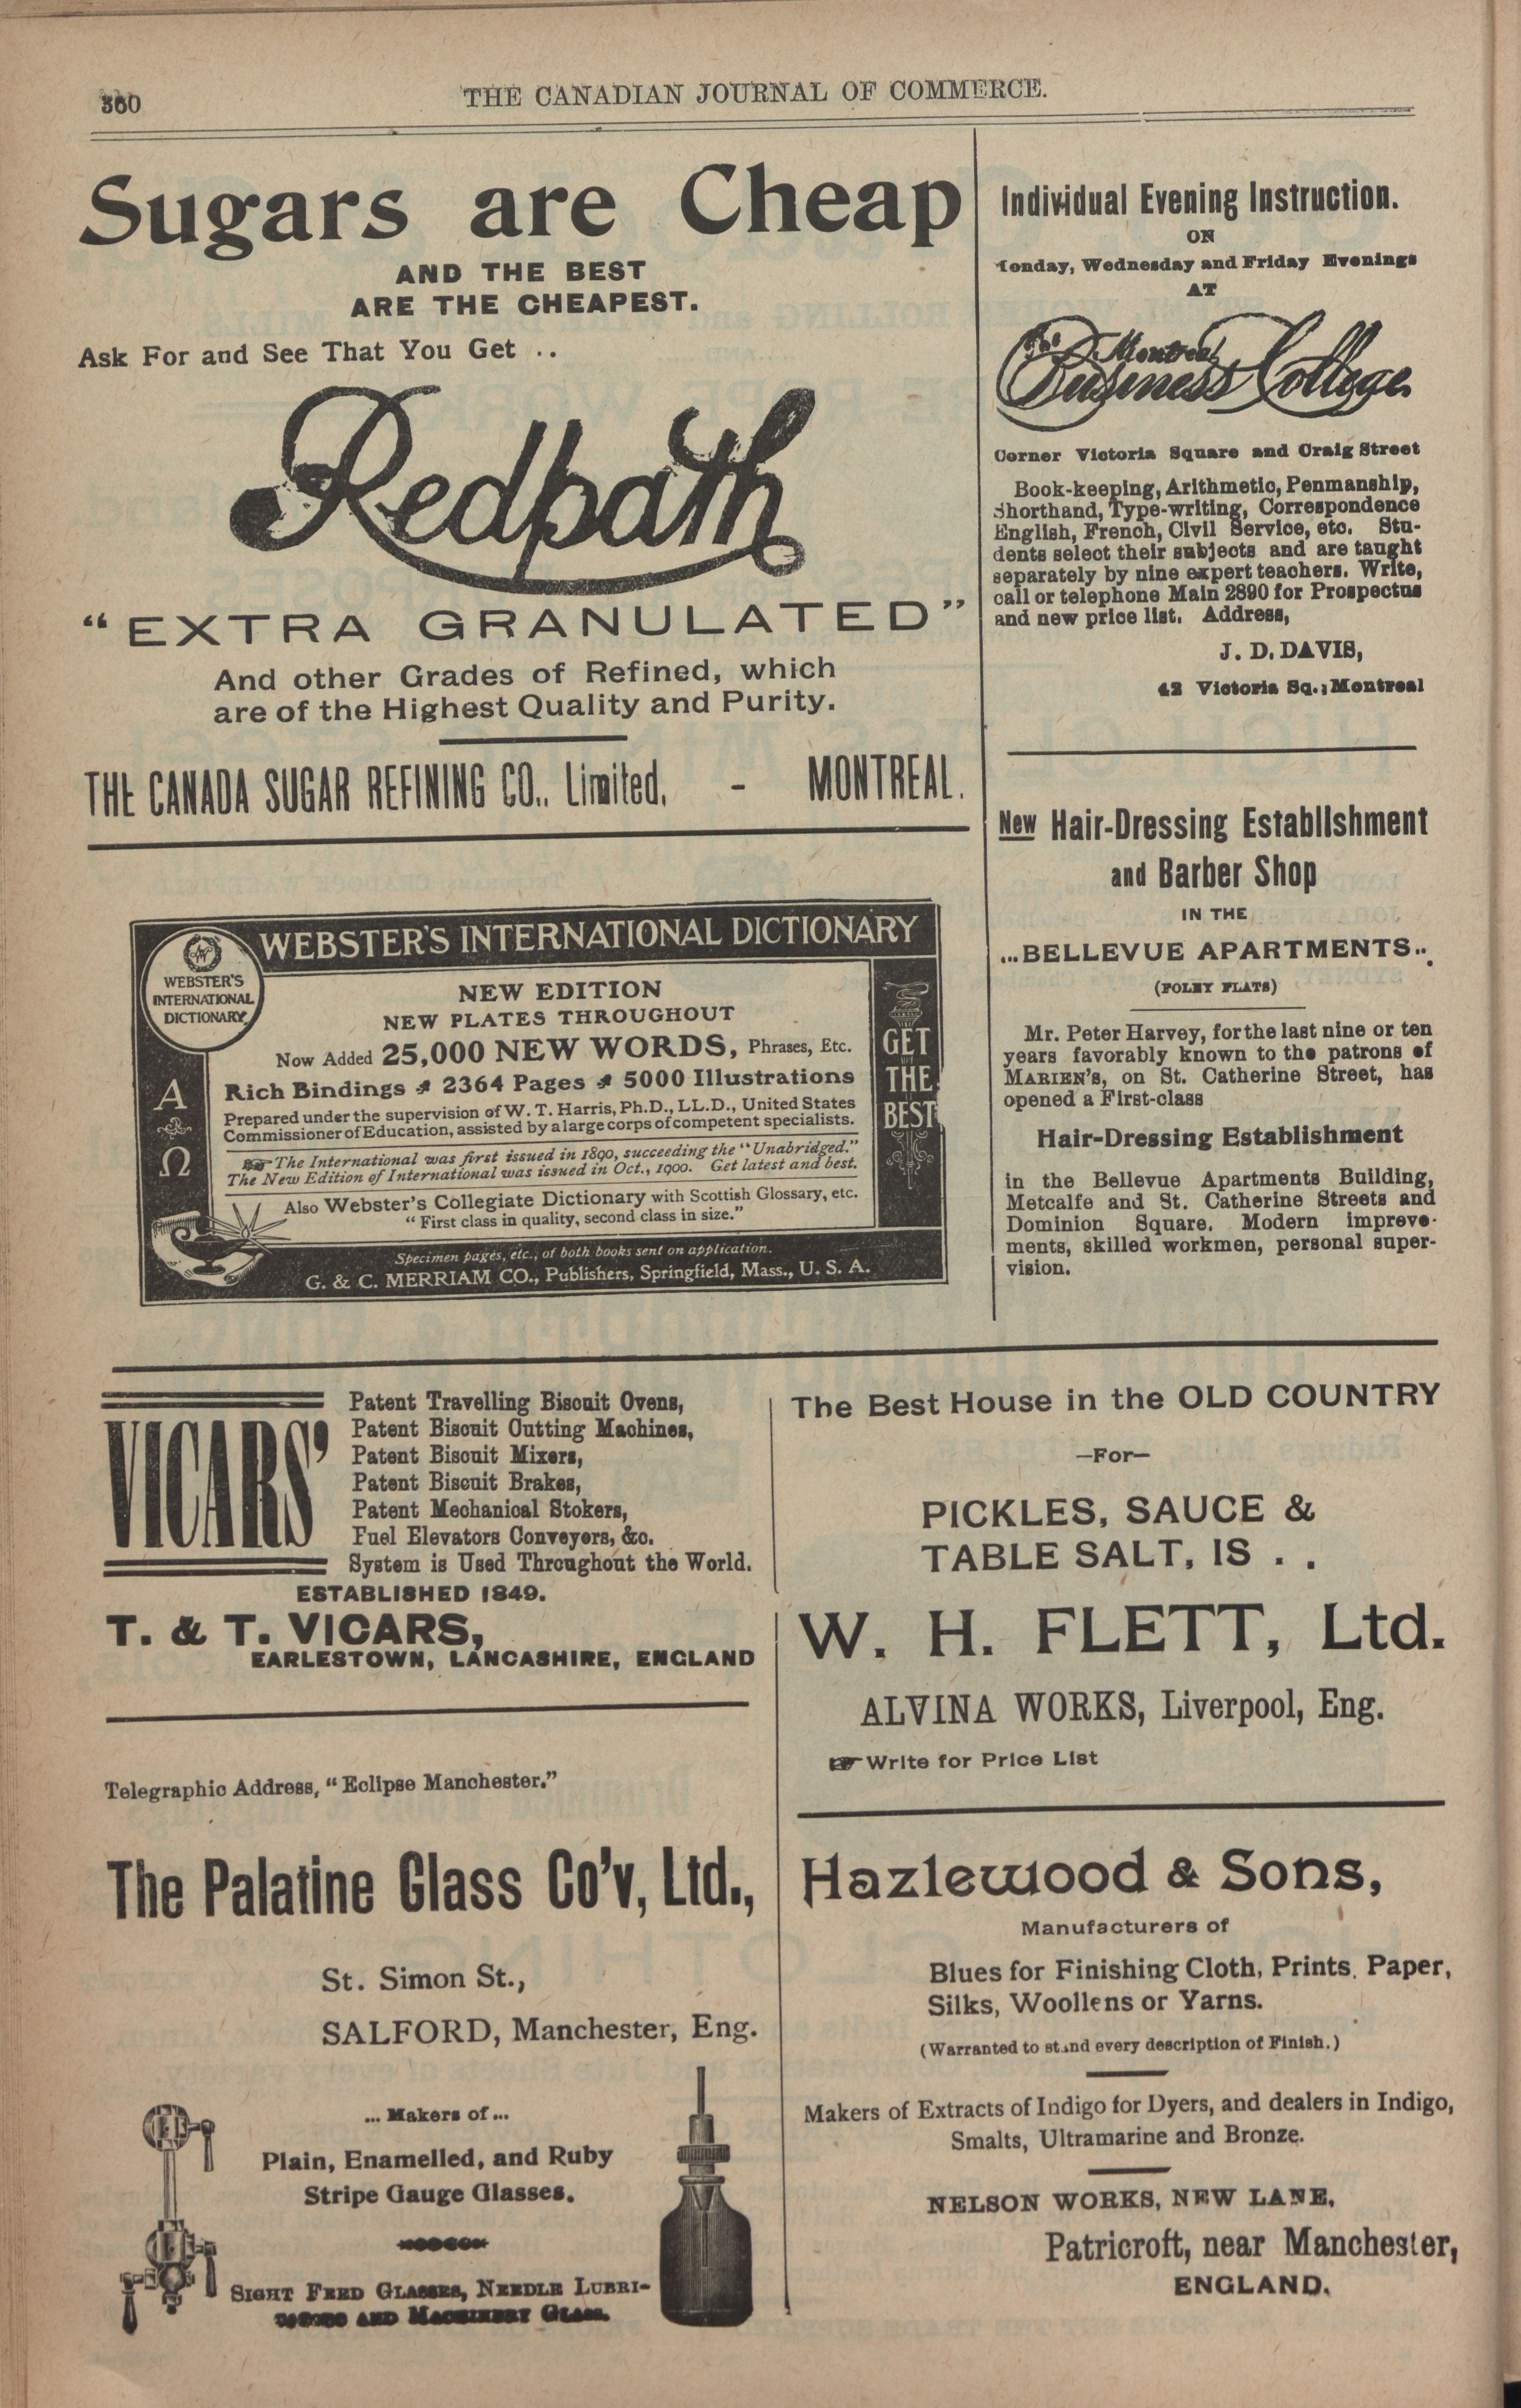 360
THE CANADIAN JOURNAL OF COMMERCE.
Sugars are Cheap
AND THE BEST
ARE THE CHEAPEST.
Ask For and See That You Get ..
Redpath
"EXTRA GRANULATED"
And other Grades of Refined, which
are of the Highest Quality and Purity.
THE CANADA SUGAR REFINING CO., Limited, - MONTREAL.
WEBSTER'S INTERNATIONAL DICTIONARY
WEBSTER'S
INTERNATIONAL
DICTIONARY
A
Ω
NEW EDITION
NEW PLATES THROUGHOUT
Now Added 25,000 NEW WORDS, Phrases, Etc.
Rich Bindings 2364 Pages 5000 Illustrations
Prepared under the supervision of W. T. Harris, Ph.D., LL.D., United States
Commissioner of Education, assisted by a large corps of competent specialists.
☞ The International was first issued in 1890, succeeding the "Unabridged."
The New Edition of International was issued in Oct., 1900. Get latest and best.
Also Webster's Collegiate Dictionary with Scottish Glossary, etc.
"First class in quality, second class in size."
GET
THE
BEST
Specimen pages, etc., of both books sent on application.
G. & C. MERRIAM CO., Publishers, Springfield, Mass., U. S. A.
Individual Evening Instruction.
ON
Monday, Wednesday and Friday Evenings
AT
The Montreal
Business College
Corner Victoria Square and Craig Street
Book-keeping, Arithmetic, Penmanship,
Shorthand, Type-writing, Correspondence
English, French, Civil Service, etc. Stu-
dents select their subjects and are taught
separately by nine expert teachers. Write,
call or telephone Main 2890 for Prospectus
and new price list. Address,
J. D. DAVIS,
42 Victoria Sq., Montreal
New Hair-Dressing Establishment
and Barber Shop
IN THE
...BELLEVUE APARTMENTS...
(FOLEY FLATS)
Mr. Peter Harvey, for the last nine or ten
years favorably known to the patrons of
MARIEN'S, on St. Catherine Street, has
opened a First-class
Hair-Dressing Establishment
in the Bellevue Apartments Building,
Metcalfe and St. Catherine Streets and
Dominion Square. Modern improve-
ments, skilled workmen, personal super-
vision.
VICARS'
Patent Travelling Biscuit Ovens,
Patent Biscuit Cutting Machines,
Patent Biscuit Mixers,
Patent Biscuit Brakes,
Patent Mechanical Stokers,
Fuel Elevators Conveyers, &c.
System is Used Throughout the World.
ESTABLISHED 1849.
T. & T. VICARS,
EARLESTOWN, LANCASHIRE, ENGLAND
The Best House in the OLD COUNTRY
—For—
PICKLES, SAUCE &
TABLE SALT, IS . .
W. H. FLETT, Ltd.
ALVINA WORKS, Liverpool, Eng.
☞ Write for Price List
Telegraphic Address, "Eclipse Manchester."
The Palatine Glass Co'y, Ltd.,
St. Simon St.,
SALFORD, Manchester, Eng.
... Makers of ...
Plain, Enamelled, and Ruby
Stripe Gauge Glasses.
SIGHT FEED GLASSES, NEEDLE LUBRI-
CATORS AND MACHINERY GLASS.
Hazlewood & Sons,
Manufacturers of
Blues for Finishing Cloth, Prints, Paper,
Silks, Woollens or Yarns.
(Warranted to stand every description of Finish.)
Makers of Extracts of Indigo for Dyers, and dealers in Indigo,
Smalts, Ultramarine and Bronze.
NELSON WORKS, NEW LANE,
Patricroft, near Manchester,
ENGLAND.